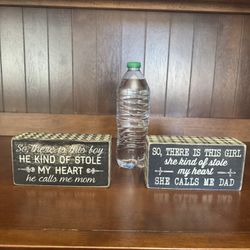 So, there is this boy
HE KIND OF STOLE
MY HEART
he calls me mom
SO, THERE IS THIS GIRL
she kind of stole
my heart
SHE CALLS ME DAD